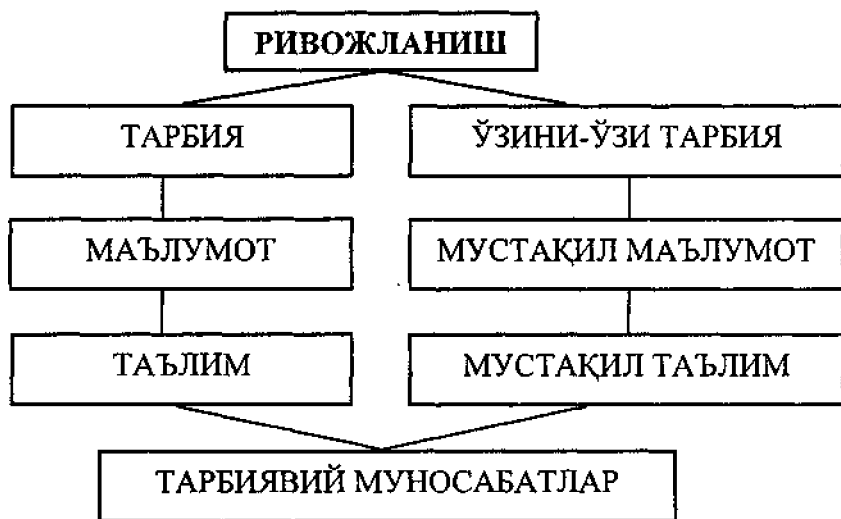 РИВОЖЛАНИШ
ТАРБИЯ
ЎЗИНИ-ЎЗИ ТАРБИЯ
МАЪЛУМОТ
МУСТАҚИЛ МАЪЛУМОТ
ТАЪЛИМ
МУСТАҚИЛ ТАЪЛИМ
ТАРБИЯВИЙ МУНОСАБАТЛАР